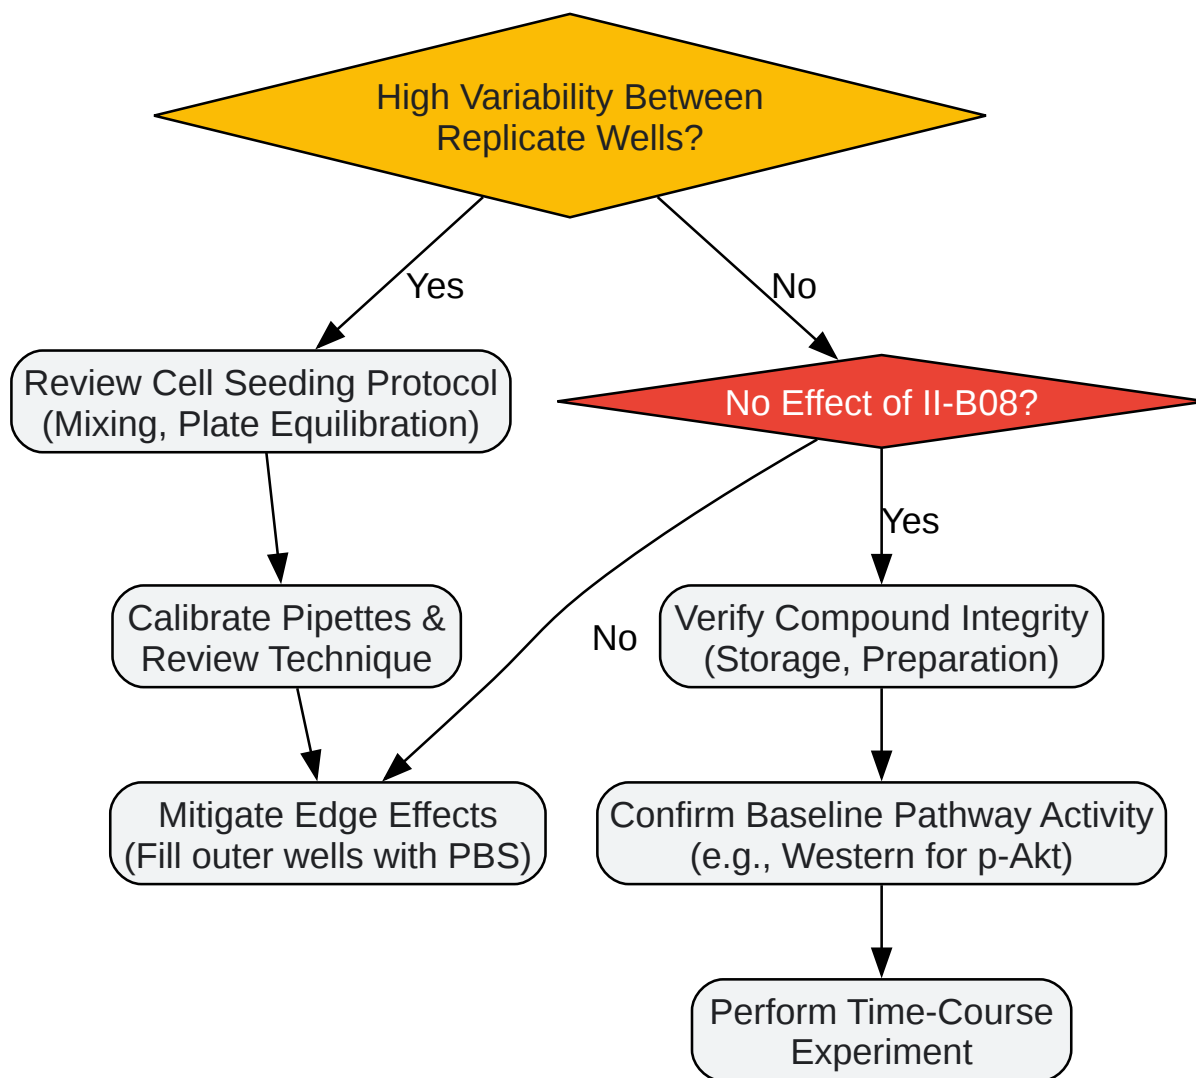 High Variability Between
Replicate Wells?
Yes
No
Review Cell Seeding Protocol
(Mixing, Plate Equilibration)
No Effect of II-B08?
Yes
Calibrate Pipettes &
Review Technique
No
Verify Compound Integrity
(Storage, Preparation)
Mitigate Edge Effects
(Fill outer wells with PBS)
Confirm Baseline Pathway Activity
(e.g., Western for p-Akt)
Perform Time-Course
Experiment